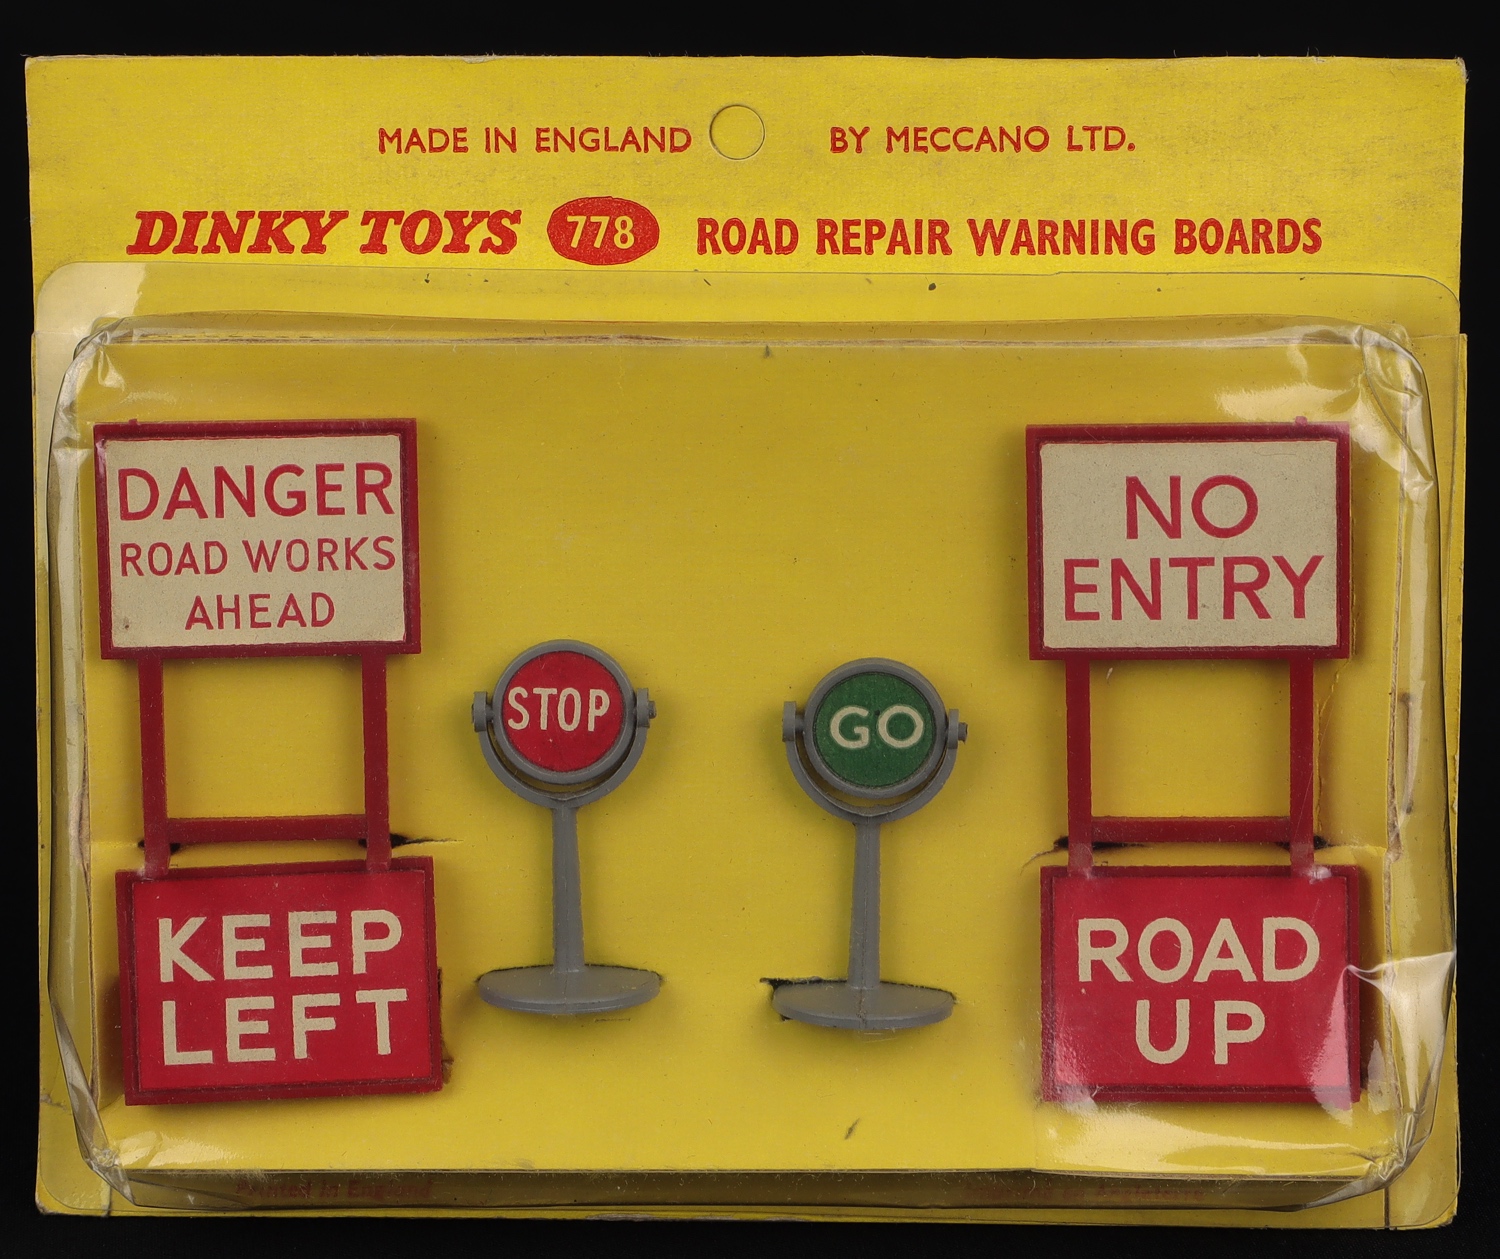 MADE IN ENGLAND BY MECCANO LTD.
DINKY TOYS 778 ROAD REPAIR WARNING BOARDS
DANGER
ROAD WORKS
AHEAD
NO
ENTRY
STOP
GO
KEEP
LEFT
ROAD
UP
Printed in England